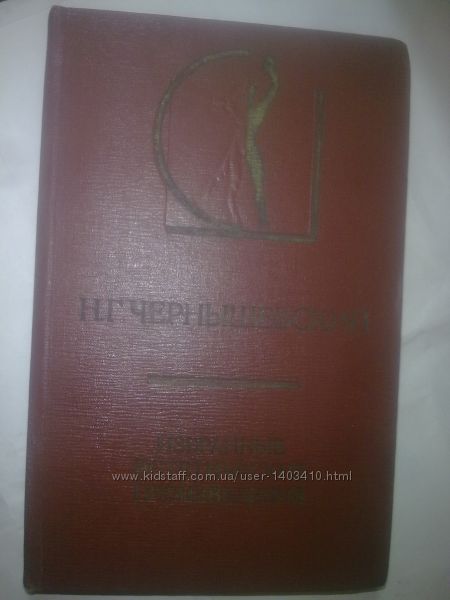 Н.Г. ЧЕРНЫШЕВСКИЙ
ИЗБРАННЫЕ
www.kidstaff.com.ua/user-1403410.html
ПРОИЗВЕДЕНИЯ